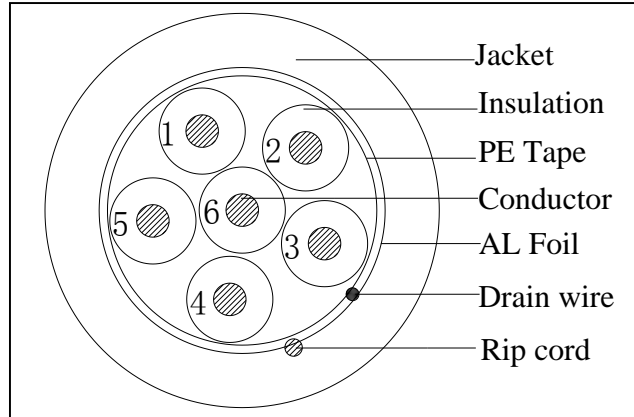 Jacket
Insulation
PE Tape
Conductor
AL Foil
Drain wire
Rip cord
1
2
5
6
3
4